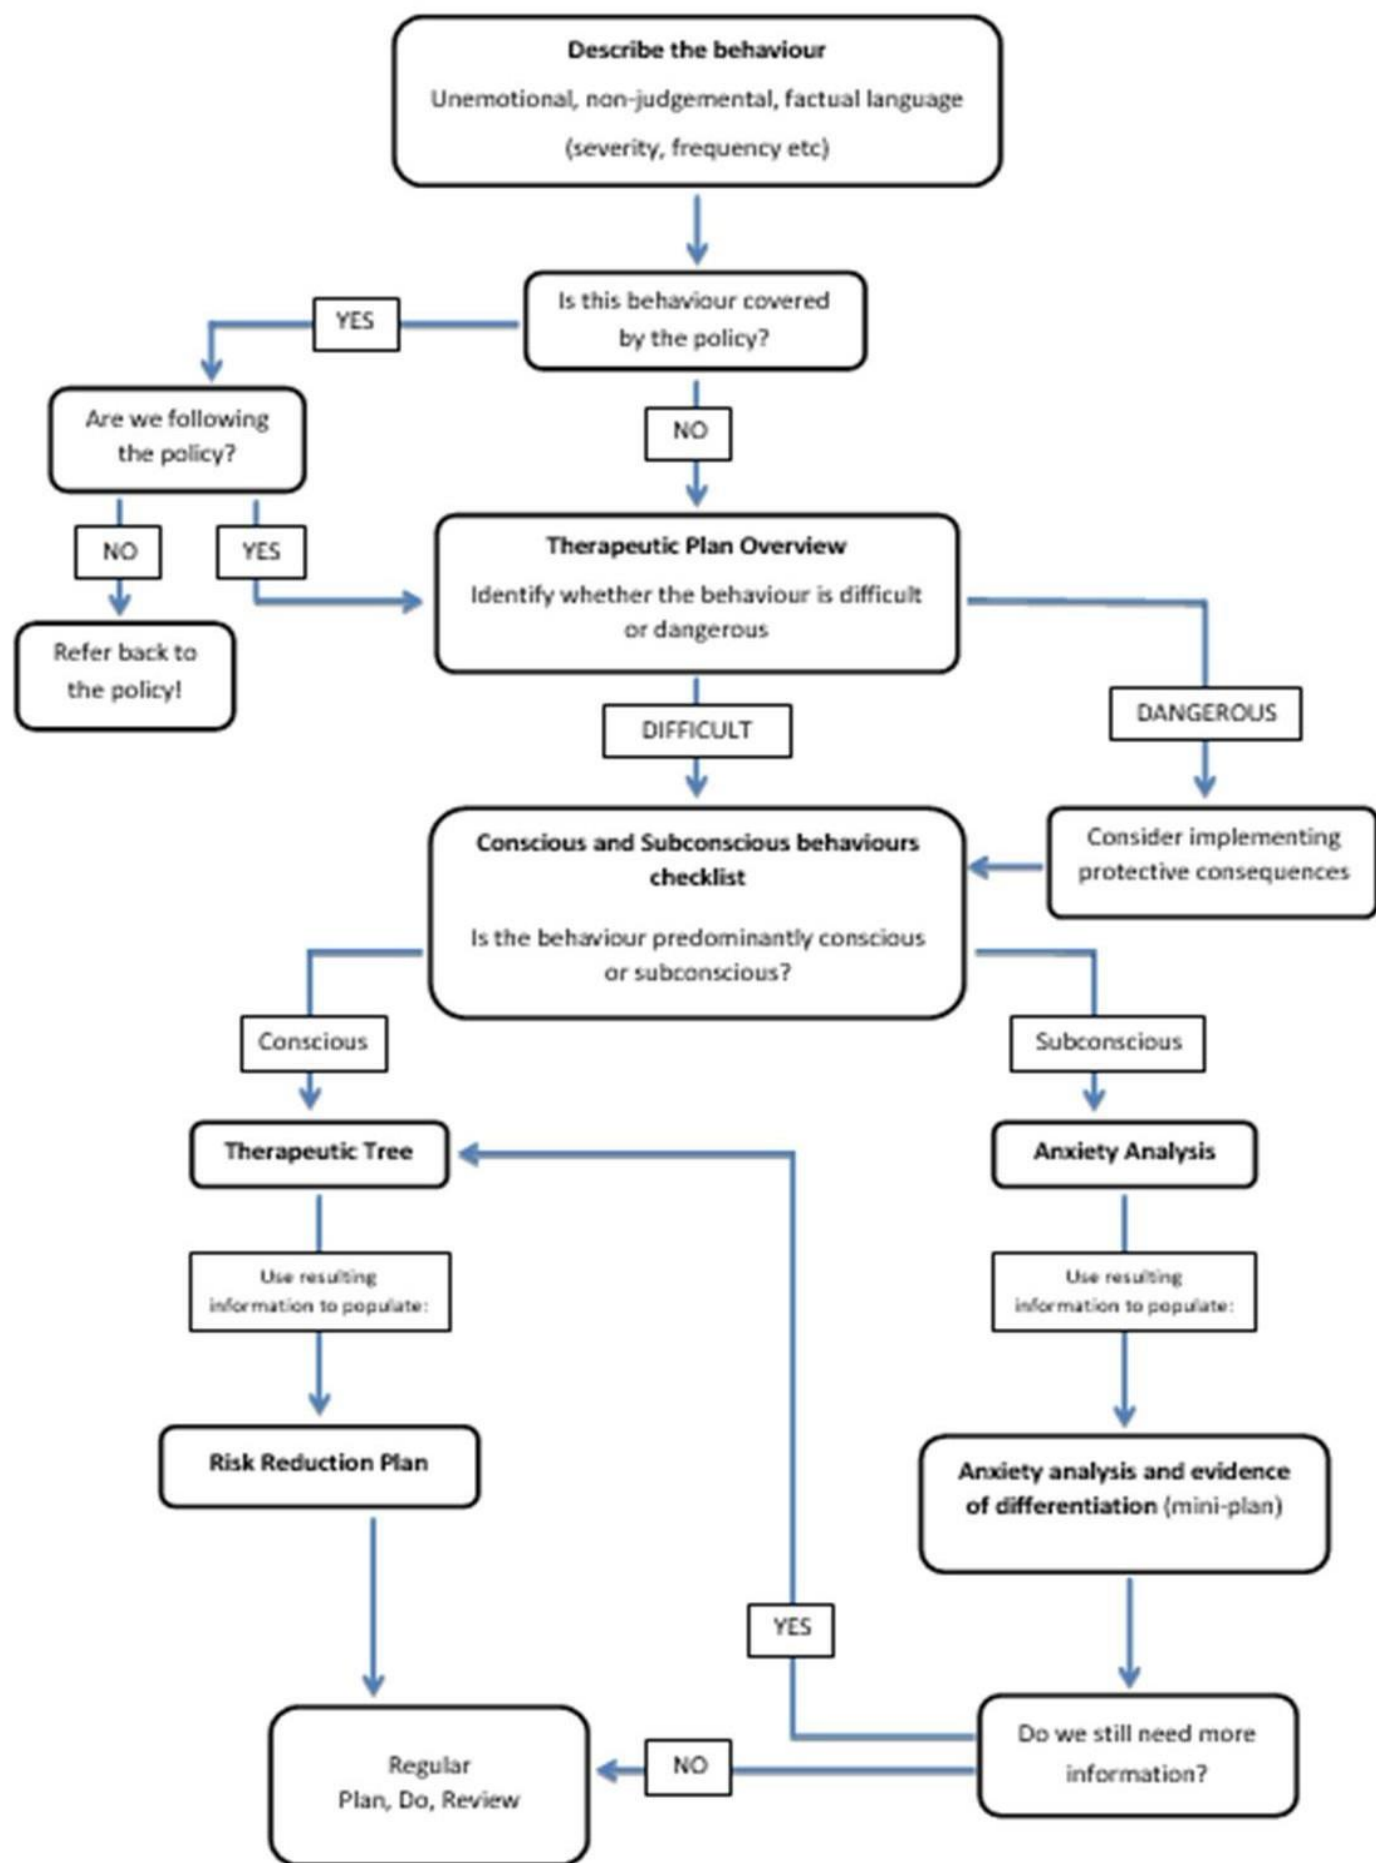 Describe the behaviour
Unemotional, non-judgemental, factual language
(severity, frequency etc)
Is this behaviour covered
by the policy?
YES
Are we following
the policy?
NO
NO
YES
Therapeutic Plan Overview
Identify whether the behaviour is difficult
or dangerous
Refer back to
the policy!
DIFFICULT
DANGEROUS
Conscious and Subconscious behaviours
checklist
Is the behaviour predominantly conscious
or subconscious?
Consider implementing
protective consequences
Conscious
Subconscious
Therapeutic Tree
Anxiety Analysis
Use resulting
information to populate:
Use resulting
information to populate:
Risk Reduction Plan
Anxiety analysis and evidence
of differentiation (mini-plan)
YES
Do we still need more
information?
NO
Regular
Plan, Do, Review